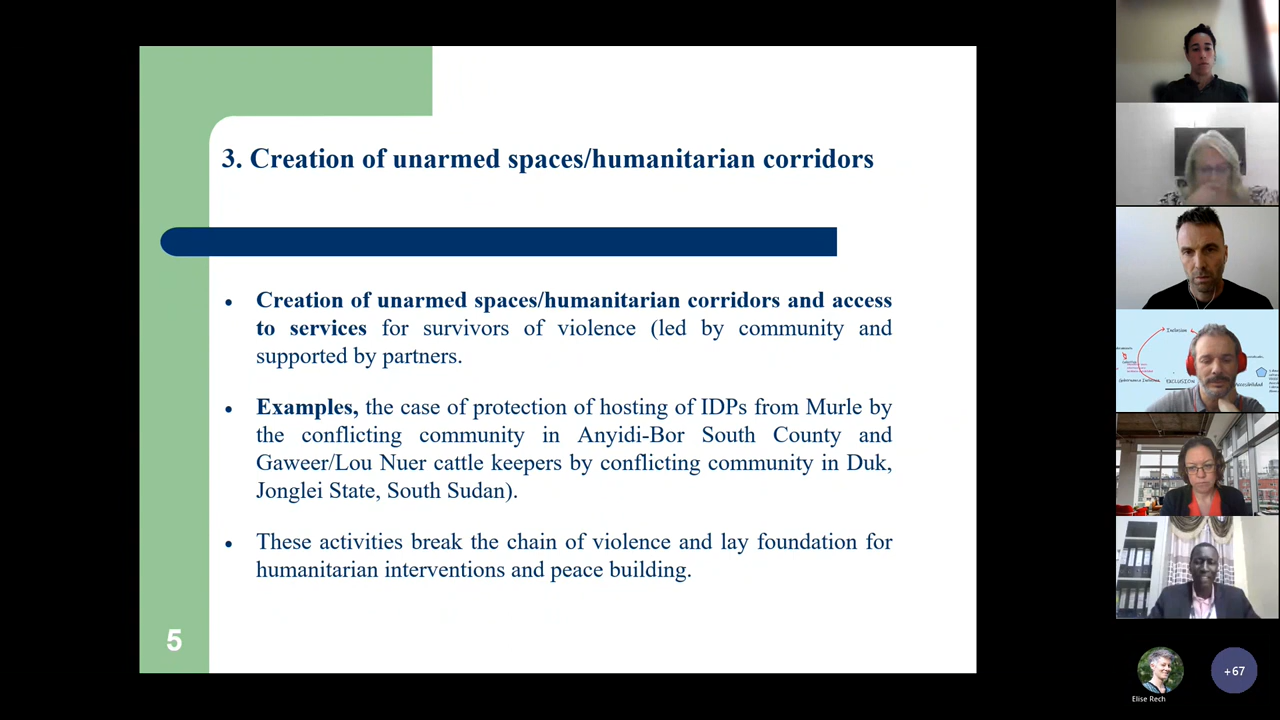 3. Creation of unarmed spaces/humanitarian corridors
• Creation of unarmed spaces/humanitarian corridors and access
to services for survivors of violence (led by community and
supported by partners.
• Examples, the case of protection of hosting of IDPs from Murle by
the conflicting community in Anyidi-Bor South County and
Gaweer/Lou Nuer cattle keepers by conflicting community in Duk,
Jonglei State, South Sudan).
• These activities break the chain of violence and lay foundation for
humanitarian interventions and peace building.
5
Inclusion
EXCLUSION
Elise Rech
+67